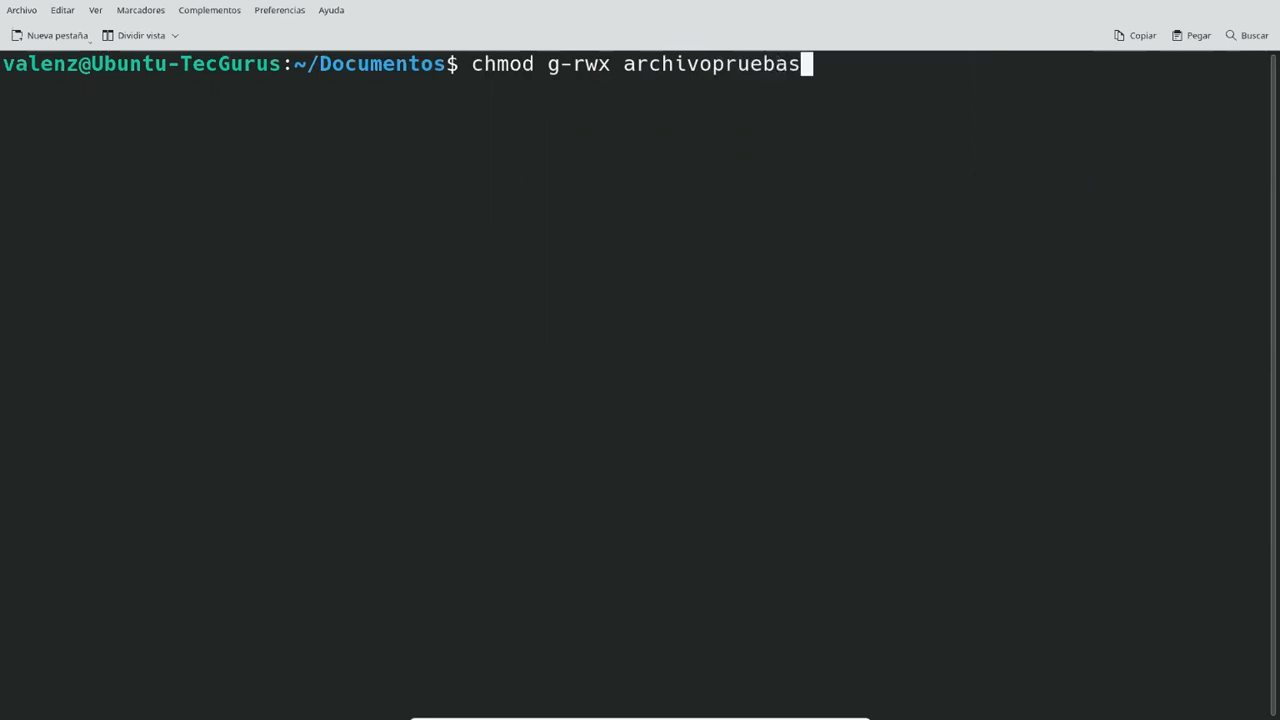 Archivo Editar Ver Marcadores Complementos Preferencias Ayuda
Nueva pestaña Dividir vista Copiar Pegar Buscar
valenz@Ubuntu-TecGurus:~/Documentos$ chmod g-rwx archivopruebas